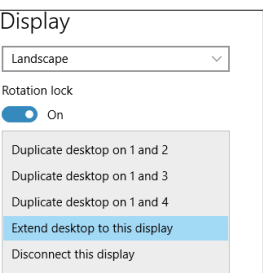 Display
Landscape
Rotation lock
On
Duplicate desktop on 1 and 2
Duplicate desktop on 1 and 3
Duplicate desktop on 1 and 4
Extend desktop to this display
Disconnect this display